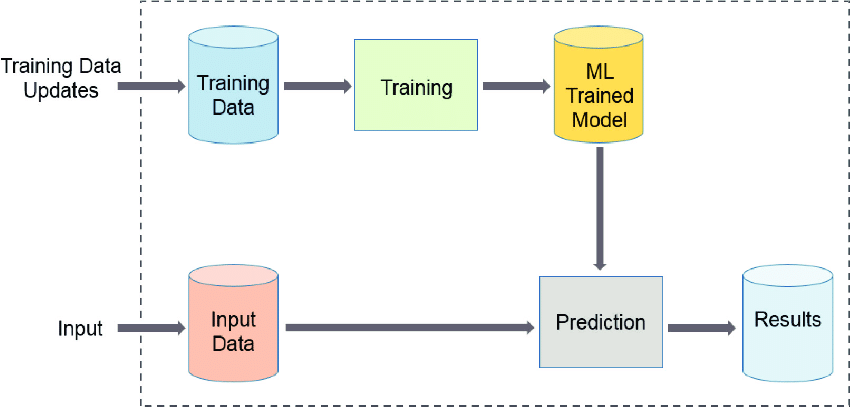 Training Data
Updates
Training
Data
Training
ML
Trained
Model
Input
Input
Data
Prediction
Results